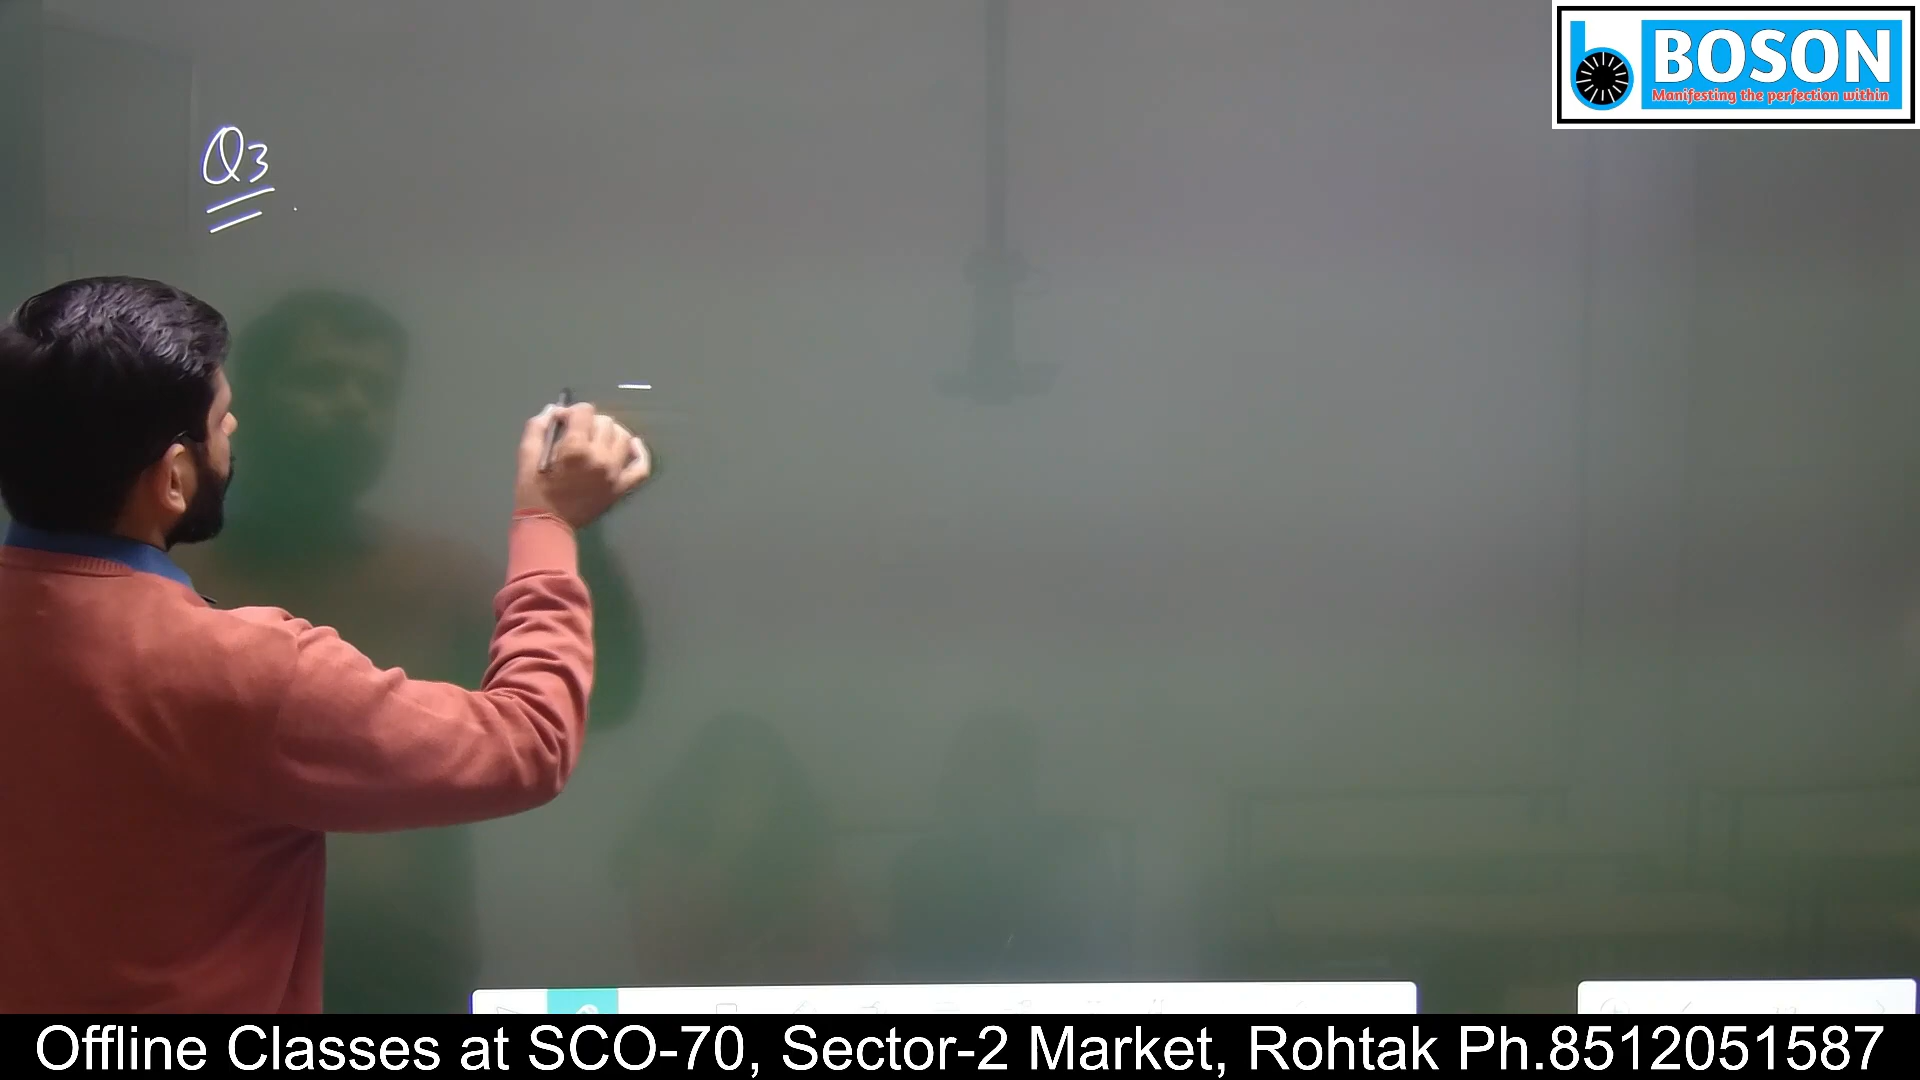 BOSON
Manifesting the perfection within
Q3
Offline Classes at SCO-70, Sector-2 Market, Rohtak Ph.8512051587